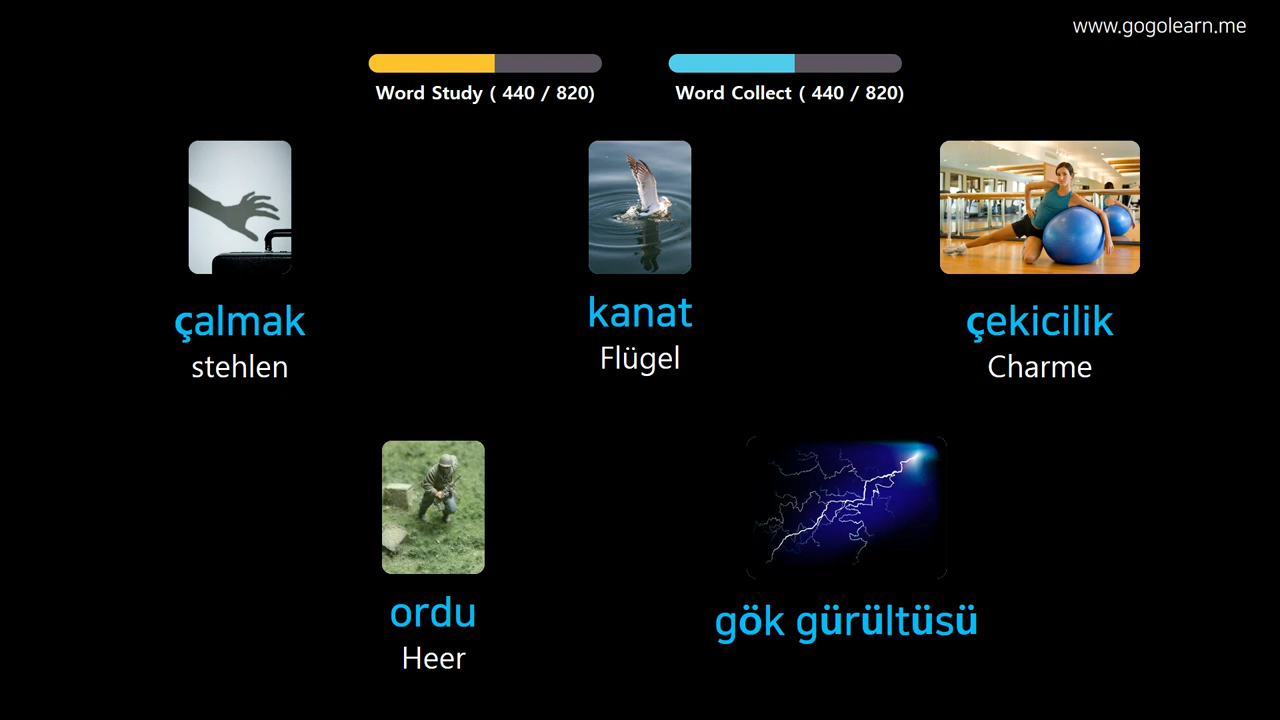 www.gogolearn.me
Word Study ( 440 / 820)
Word Collect ( 440 / 820)
çalmak
stehlen
kanat
Flügel
çekicilik
Charme
ordu
Heer
gök gürültüsü